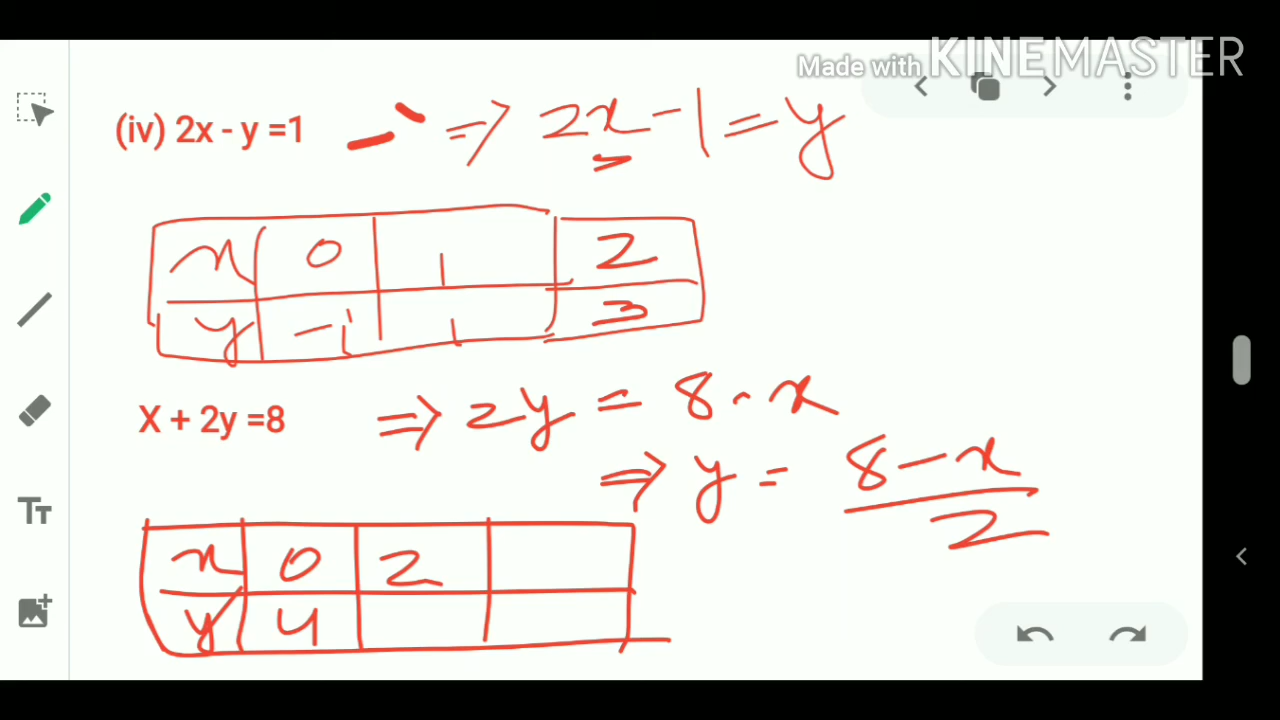 Made with KINEMASTER
(iv) 2x - y =1 ⇒ 2x - 1 = y
x 0 1 2
y -1 1 3
X + 2y =8 ⇒ 2y = 8 - x
⇒ y = 8 - x / 2
x 0 2
y 4
TT